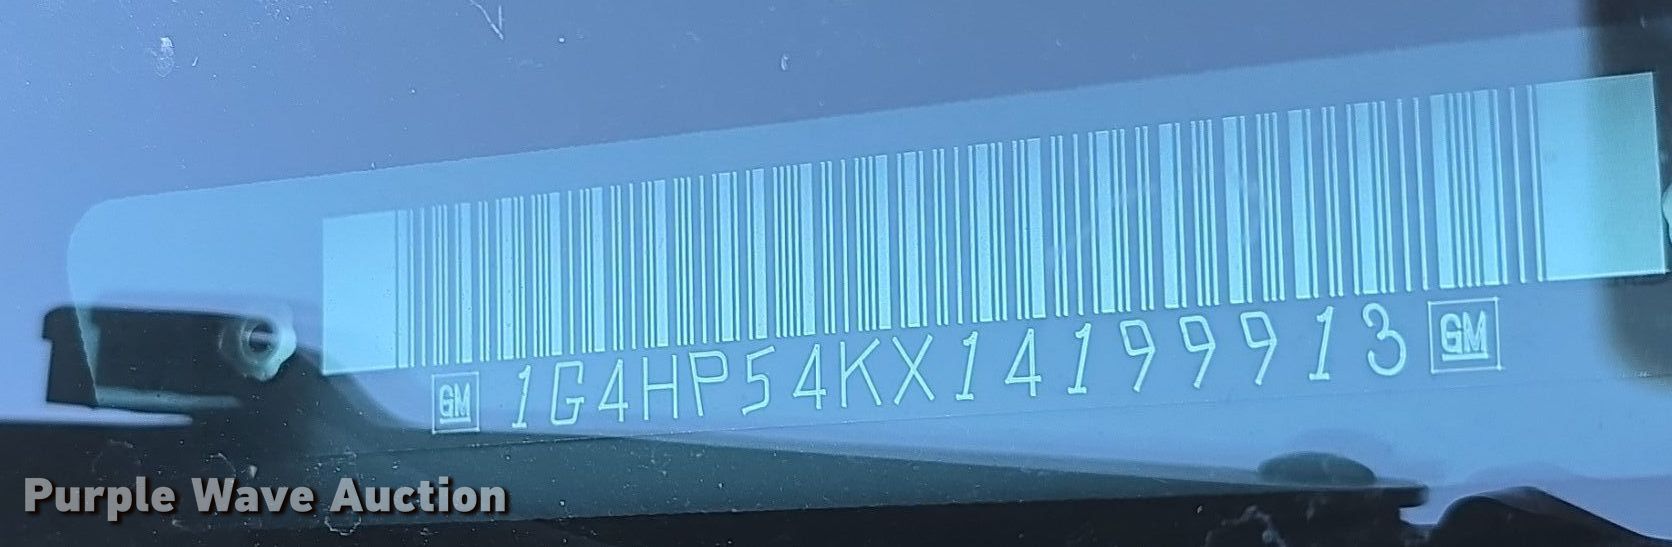 GM 1G4HP54KX14199913 GM
Purple Wave Auction